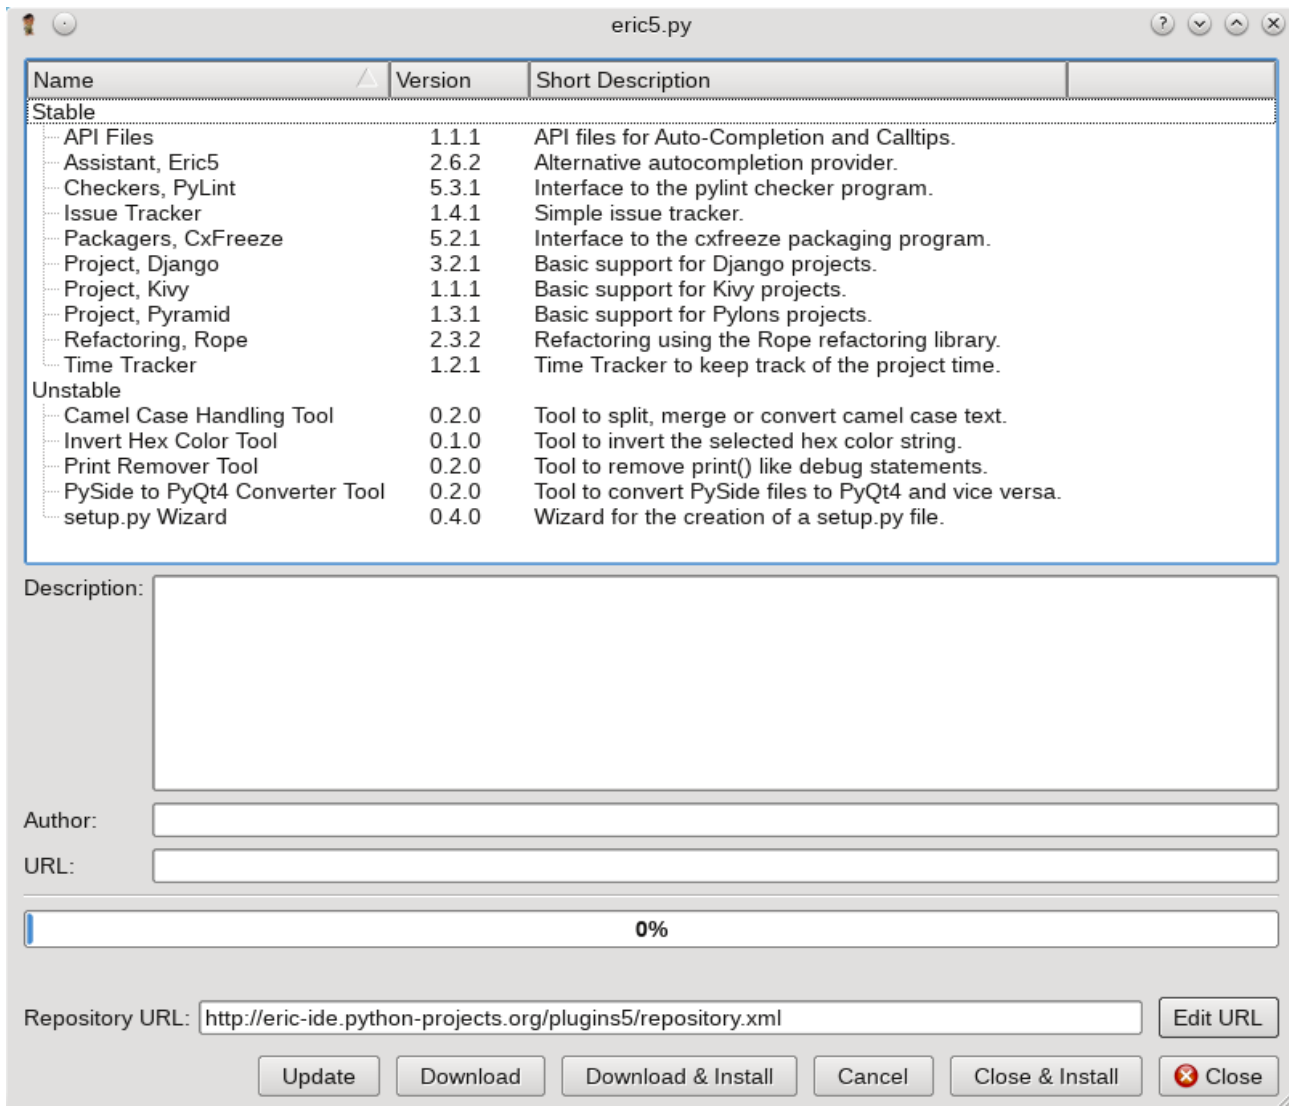 eric5.py
Name Version Short Description
Stable
API Files 1.1.1 API files for Auto-Completion and Calltips.
Assistant, Eric5 2.6.2 Alternative autocompletion provider.
Checkers, PyLint 5.3.1 Interface to the pylint checker program.
Issue Tracker 1.4.1 Simple issue tracker.
Packagers, CxFreeze 5.2.1 Interface to the cxfreeze packaging program.
Project, Django 3.2.1 Basic support for Django projects.
Project, Kivy 1.1.1 Basic support for Kivy projects.
Project, Pyramid 1.3.1 Basic support for Pylons projects.
Refactoring, Rope 2.3.2 Refactoring using the Rope refactoring library.
Time Tracker 1.2.1 Time Tracker to keep track of the project time.
Unstable
Camel Case Handling Tool 0.2.0 Tool to split, merge or convert camel case text.
Invert Hex Color Tool 0.1.0 Tool to invert the selected hex color string.
Print Remover Tool 0.2.0 Tool to remove print() like debug statements.
PySide to PyQt4 Converter Tool 0.2.0 Tool to convert PySide files to PyQt4 and vice versa.
setup.py Wizard 0.4.0 Wizard for the creation of a setup.py file.
Description:
Author:
URL:
0%
Repository URL: http://eric-ide.python-projects.org/plugins5/repository.xml Edit URL
Update Download Download & Install Cancel Close & Install Close